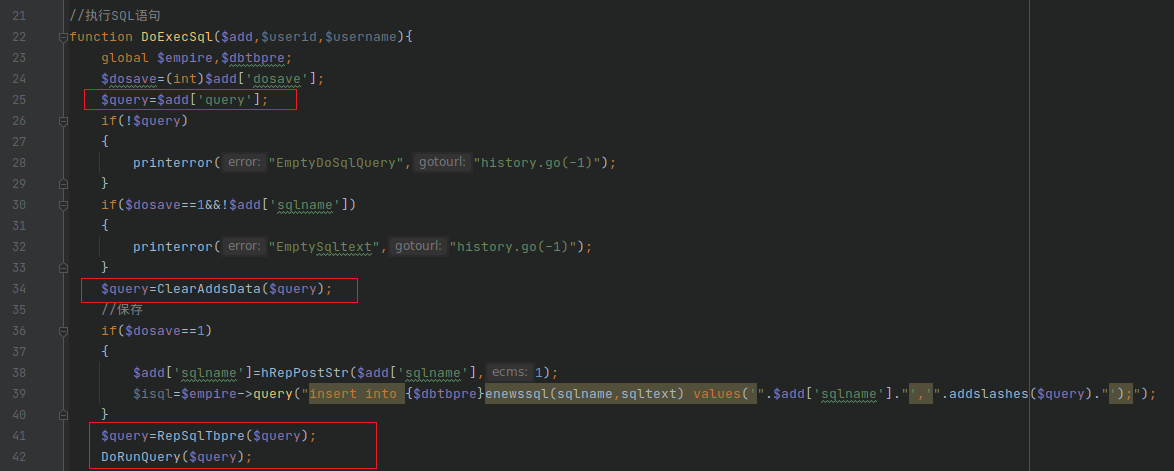 21 //执行SQL语句
22 function DoExecSql($add,$userid,$username){
23 global $empire,$dbtbpre;
24 $dosave=(int)$add['dosave'];
25 $query=$add['query'];
26 if(!$query)
27 {
28 printerror( error: "EmptyDoSqlQuery", gotourl: "history.go(-1)");
29 }
30 if($dosave==1&&!$add['sqlname'])
31 {
32 printerror( error: "EmptySqltext", gotourl: "history.go(-1)");
33 }
34 $query=ClearAddsData($query);
35 //保存
36 if($dosave==1)
37 {
38 $add['sqlname']=hRepPostStr($add['sqlname'], ecms: 1);
39 $isql=$empire->query("insert into {$dbtbpre}enewssql(sqlname,sqltext) values('".$add['sqlname']."','".addslashes($query)."');");
40 }
41 $query=RepSqlTbpre($query);
42 DoRunQuery($query);